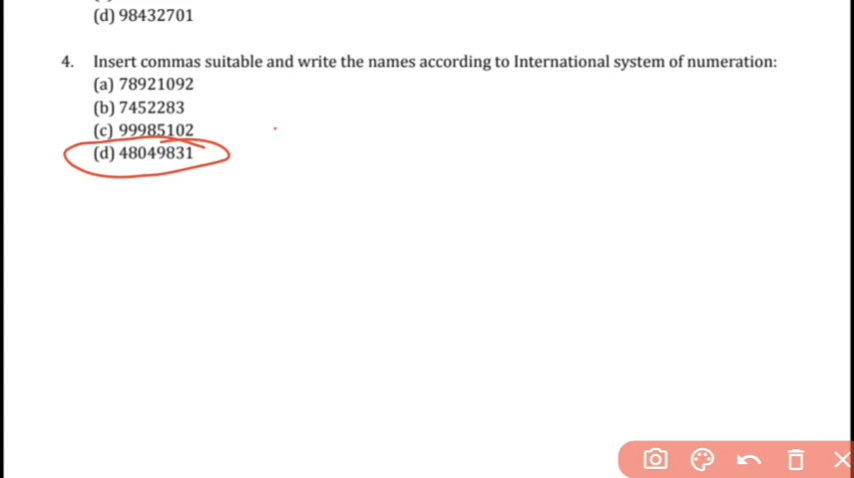 (d) 98432701
4. Insert commas suitable and write the names according to International system of numeration:
(a) 78921092
(b) 7452283
(c) 99985102
(d) 48049831